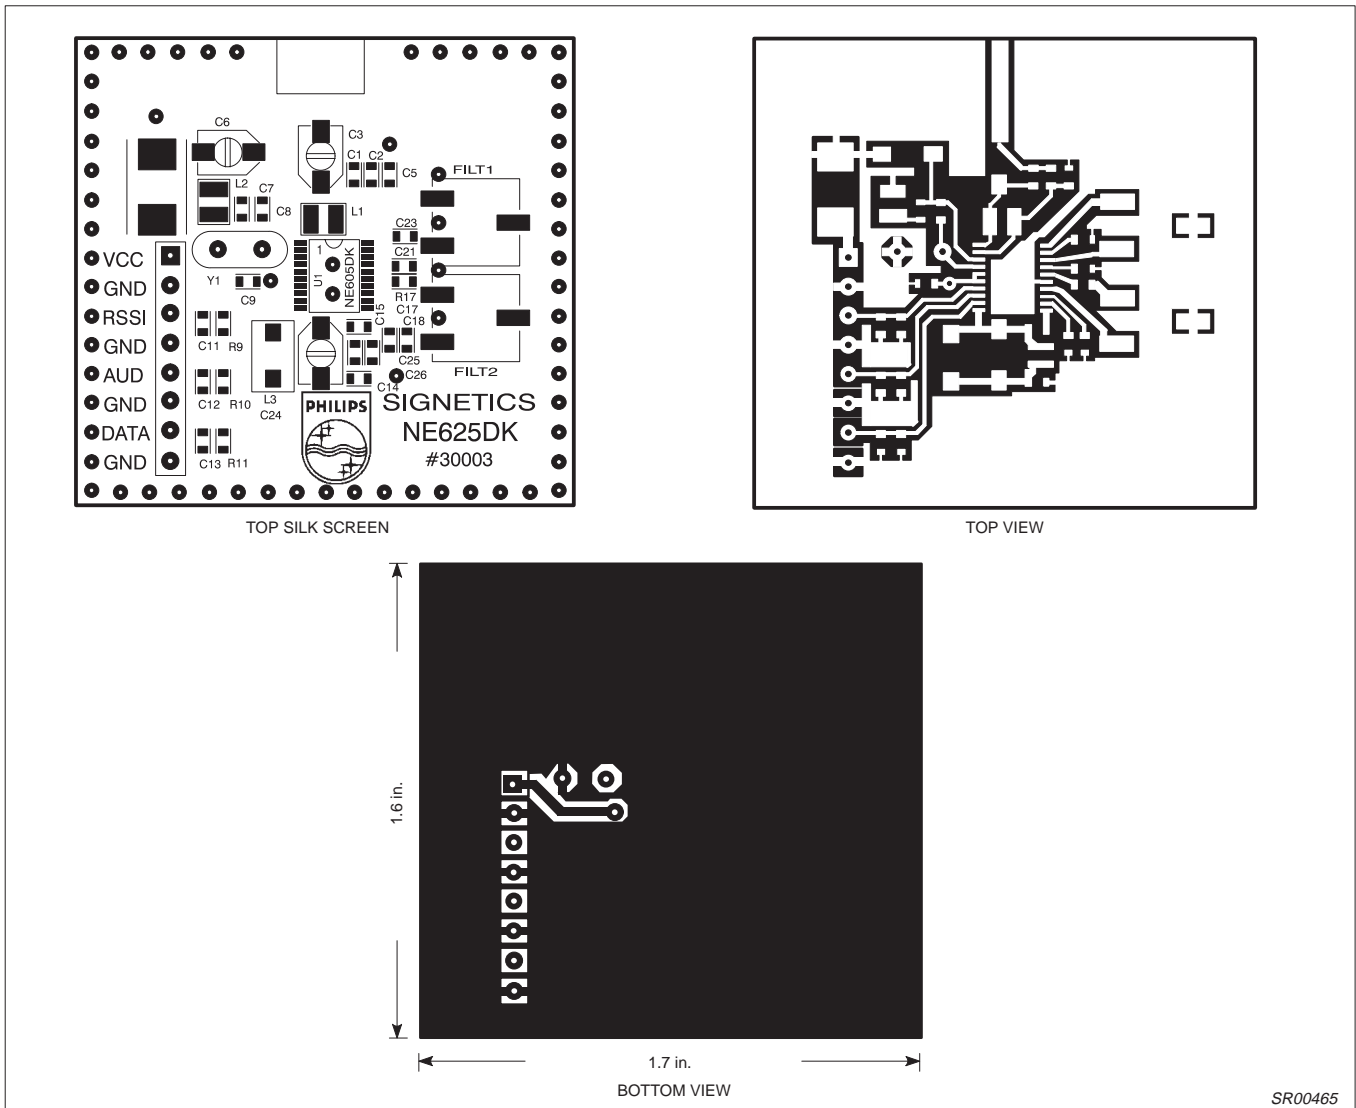 C6
C3
C1 C2
C5
FILT1
L2
C7
C8
L1
C23
VCC
1
C21
GND
Y1
U1
NE605DK
R17
C9
C17
RSSI
C15
C18
GND
C11 R9
C25
FILT2
AUD
C26
L3
C14
GND
C12 R10
C24
PHILIPS
SIGNETICS
DATA
NE625DK
GND
C13 R11
#30003
TOP SILK SCREEN
TOP VIEW
1.6 in.
1.7 in.
BOTTOM VIEW
SR00465